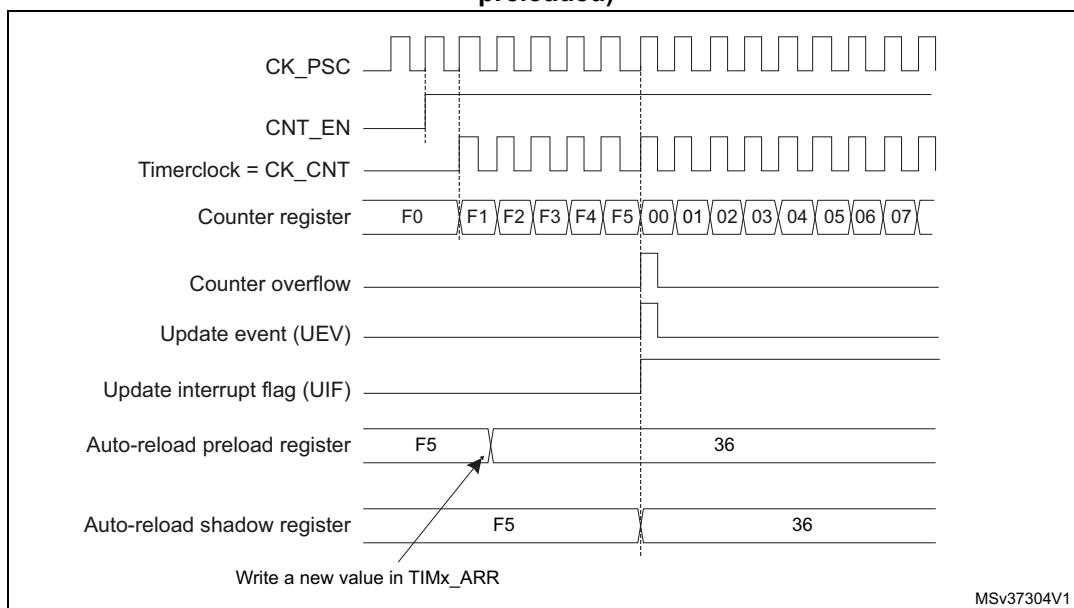 preloaded)
CK_PSC
CNT_EN
Timerclock = CK_CNT
Counter register F0 F1 F2 F3 F4 F5 00 01 02 03 04 05 06 07
Counter overflow
Update event (UEV)
Update interrupt flag (UIF)
Auto-reload preload register F5 36
Auto-reload shadow register F5 36
Write a new value in TIMx_ARR
MSv37304V1